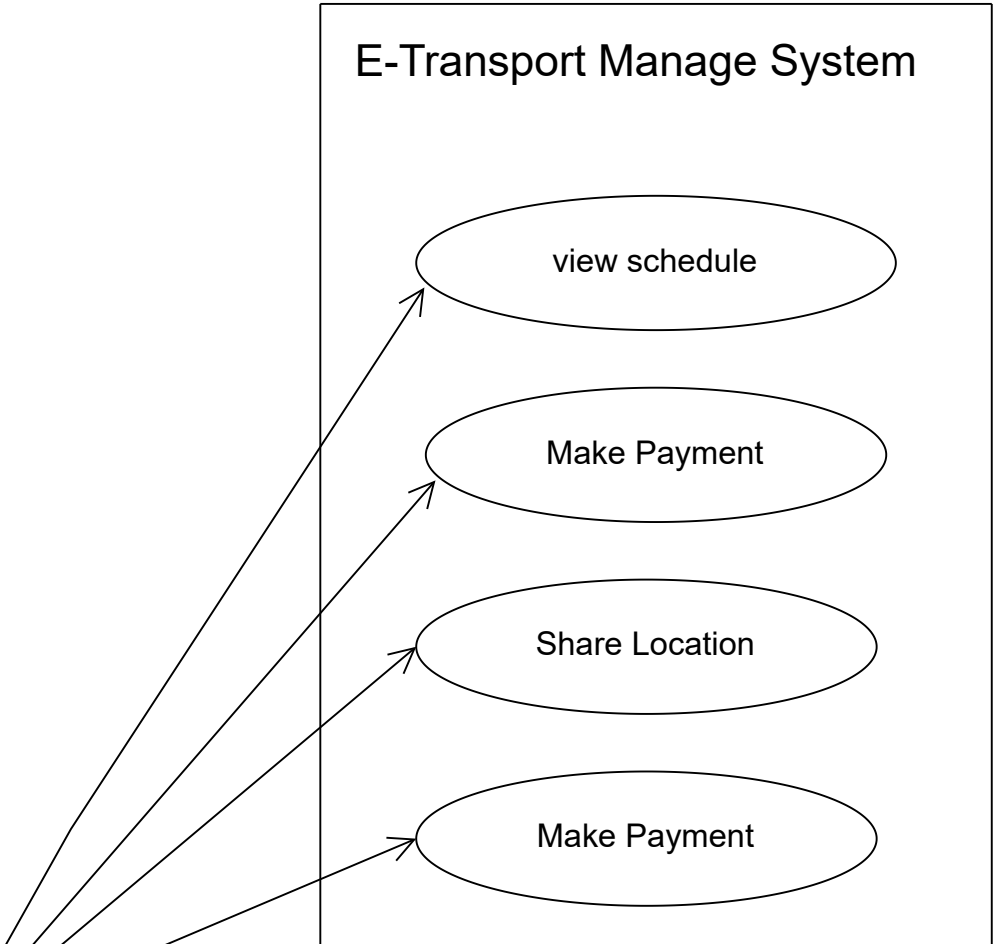 E-Transport Manage System
view schedule
Make Payment
Share Location
Make Payment